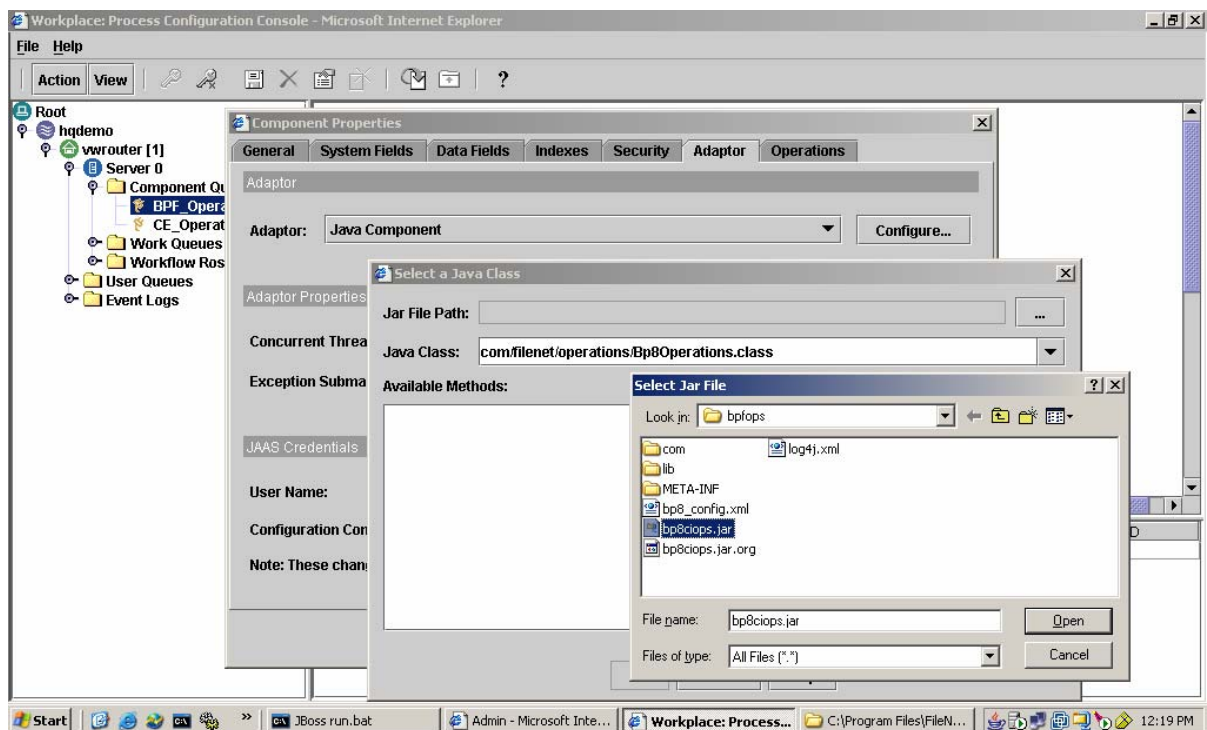 Workplace: Process Configuration Console - Microsoft Internet Explorer
File Help
Action View ?
Root
hqdemo
vwrouter [1]
Server 0
Component Qu
BPF_Opera
CE_Operat
Work Queues
Workflow Ros
User Queues
Event Logs
Component Properties
General System Fields Data Fields Indexes Security Adaptor Operations
Adaptor
Adaptor: Java Component Configure...
Adaptor Properties
Concurrent Threa
Exception Subma
JAAS Credentials
User Name:
Configuration Con
Note: These chang
Select a Java Class
Jar File Path: ...
Java Class: com/filenet/operations/Bp8Operations.class
Available Methods:
Select Jar File
Look in: bpfops
com
lib
META-INF
bp8_config.xml
bp8ciops.jar
bp8ciops.jar.org
log4j.xml
File name: bp8ciops.jar Open
Files of type: All Files (*.*) Cancel
D
Start » JBoss run.bat Admin - Microsoft Inte... Workplace: Process... C:\Program Files\FileN... 12:19 PM